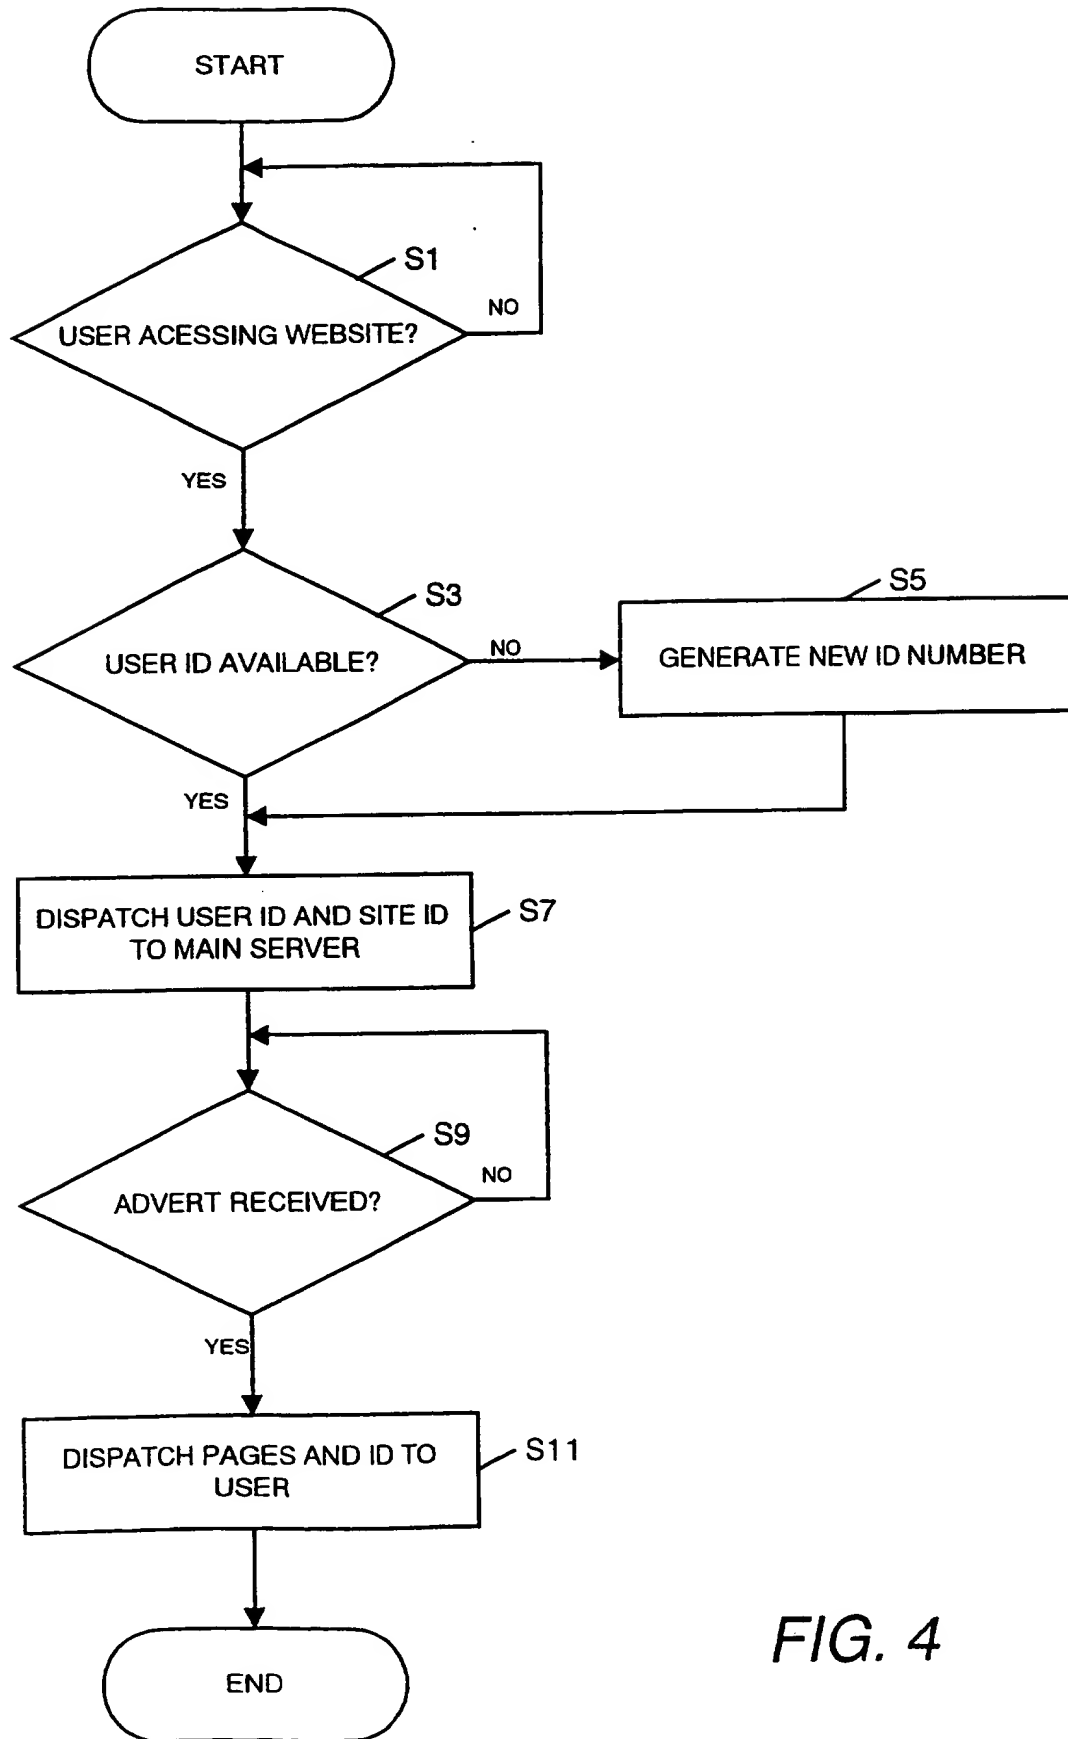 START
S1
NO
USER ACESSING WEBSITE?
YES
S3
S5
NO
USER ID AVAILABLE?
GENERATE NEW ID NUMBER
YES
DISPATCH USER ID AND SITE ID
TO MAIN SERVER
S7
S9
NO
ADVERT RECEIVED?
YES
DISPATCH PAGES AND ID TO
USER
S11
END
FIG. 4